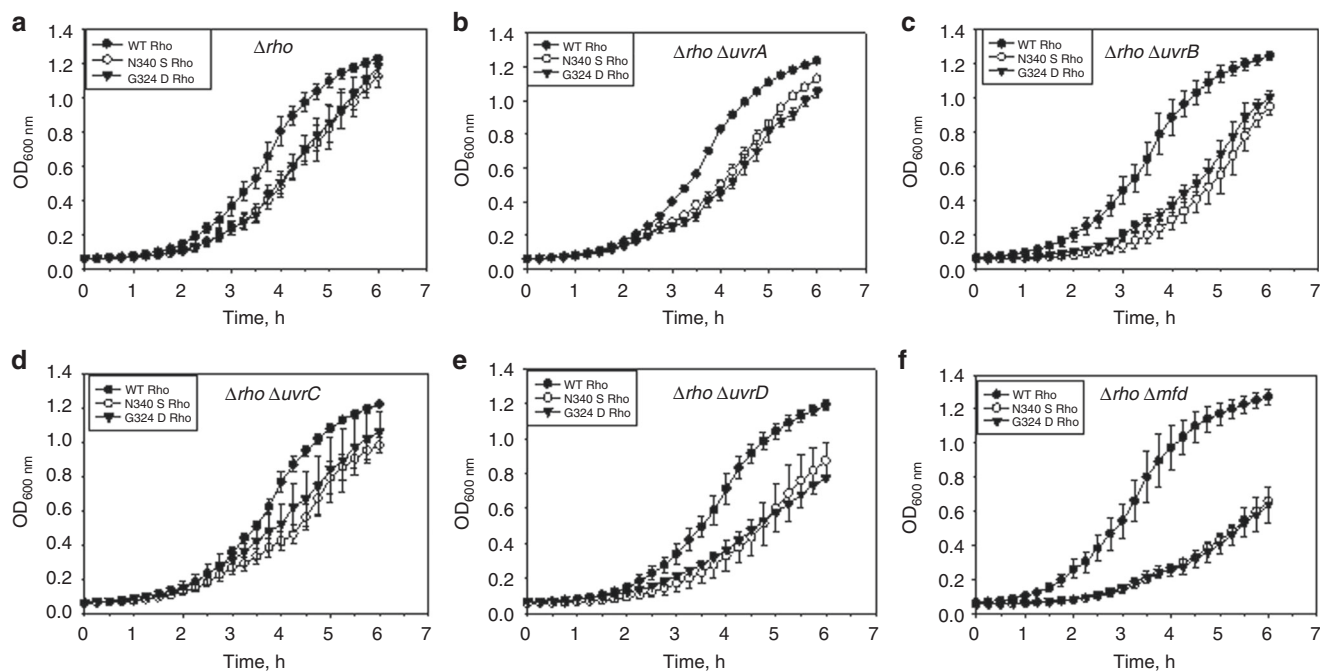 a
Δrho
WT Rho
N340 S Rho
G324 D Rho
1.4
1.2
1.0
0.8
0.6
0.4
0.2
0.0
OD600 nm
0 1 2 3 4 5 6 7
Time, h
b
Δrho ΔuvrA
WT Rho
N340 S Rho
G324 D Rho
1.4
1.2
1.0
0.8
0.6
0.4
0.2
0.0
OD600 nm
0 1 2 3 4 5 6 7
Time, h
c
Δrho ΔuvrB
WT Rho
N340 S Rho
G324 D Rho
1.4
1.2
1.0
0.8
0.6
0.4
0.2
0.0
OD600 nm
0 1 2 3 4 5 6 7
Time, h
d
Δrho ΔuvrC
WT Rho
N340 S Rho
G324 D Rho
1.4
1.2
1.0
0.8
0.6
0.4
0.2
0.0
OD600 nm
0 1 2 3 4 5 6 7
Time, h
e
Δrho ΔuvrD
WT Rho
N340 S Rho
G324 D Rho
1.4
1.2
1.0
0.8
0.6
0.4
0.2
0.0
OD600 nm
0 1 2 3 4 5 6 7
Time, h
f
Δrho Δmfd
WT Rho
N340 S Rho
G324 D Rho
1.4
1.2
1.0
0.8
0.6
0.4
0.2
0.0
OD600 nm
0 1 2 3 4 5 6 7
Time, h